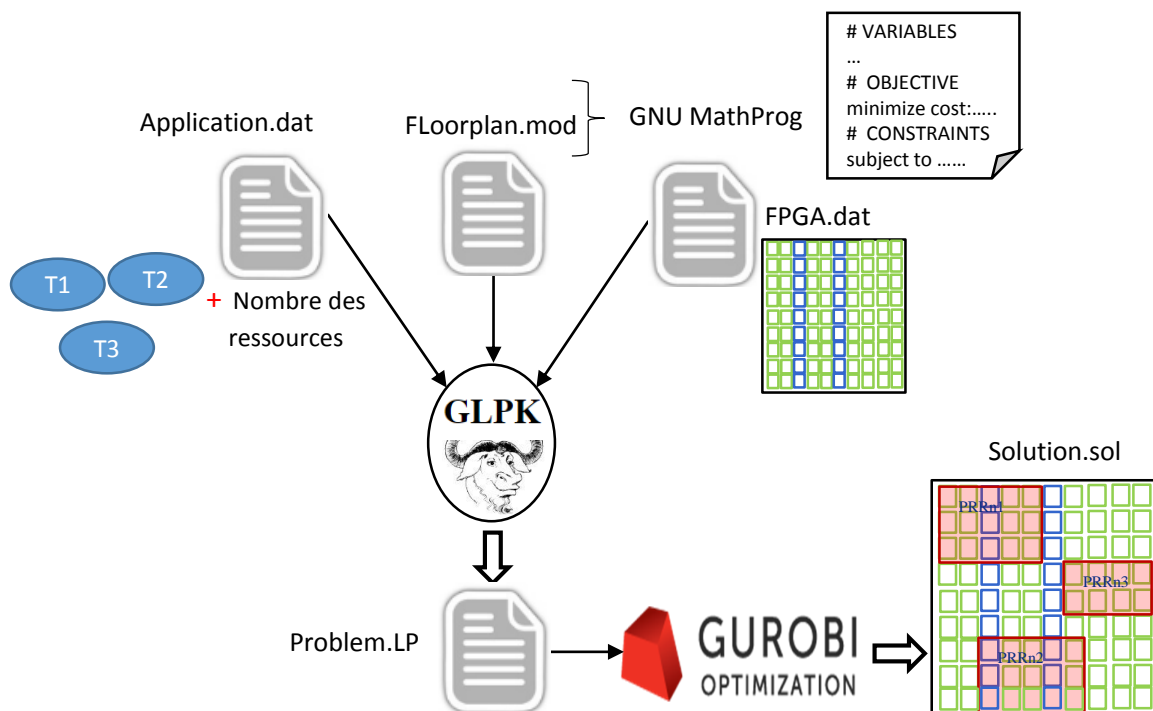 # VARIABLES
...
# OBJECTIVE
minimize cost:.....
# CONSTRAINTS
subject to ......
Application.dat
FLoorplan.mod
GNU MathProg
FPGA.dat
T1
T2
T3
+ Nombre des
ressources
GLPK
Solution.sol
PRRn1
PRRn3
PRRn2
Problem.LP
GUROBI
OPTIMIZATION